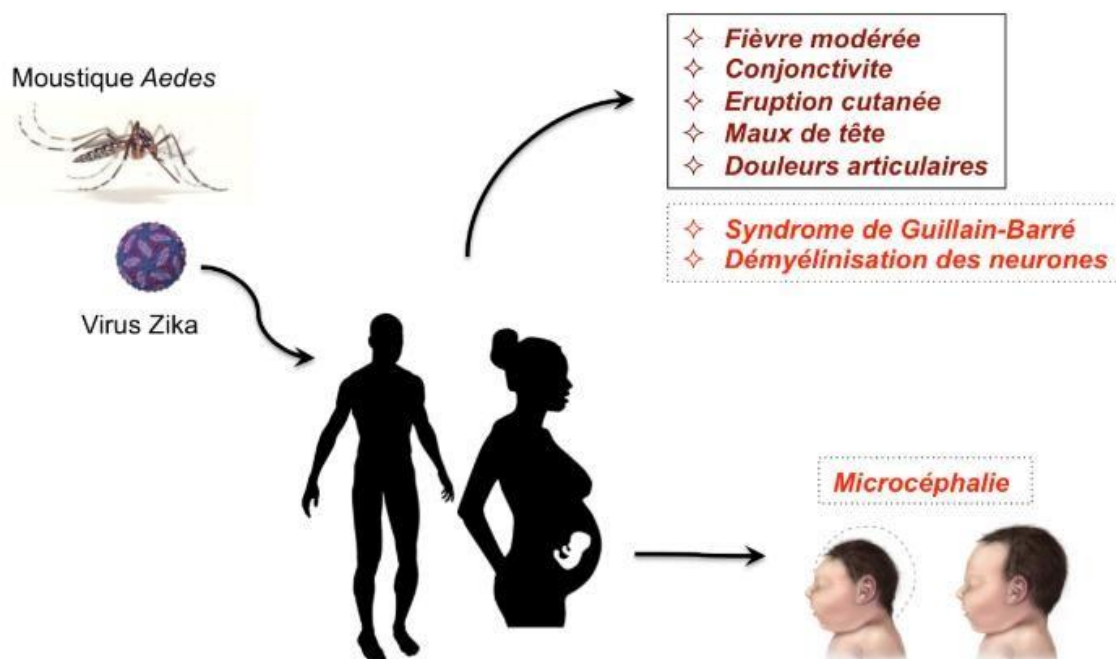 Moustique Aedes
Virus Zika
✧ Fièvre modérée
✧ Conjonctivite
✧ Eruption cutanée
✧ Maux de tête
✧ Douleurs articulaires
✧ Syndrome de Guillain-Barré
✧ Démyélinisation des neurones
Microcéphalie